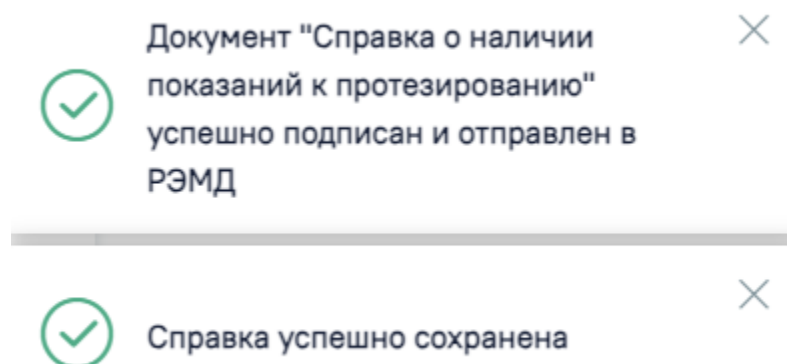 Документ "Справка о наличии
показаний к протезированию"
успешно подписан и отправлен в
РЭМД
Справка успешно сохранена